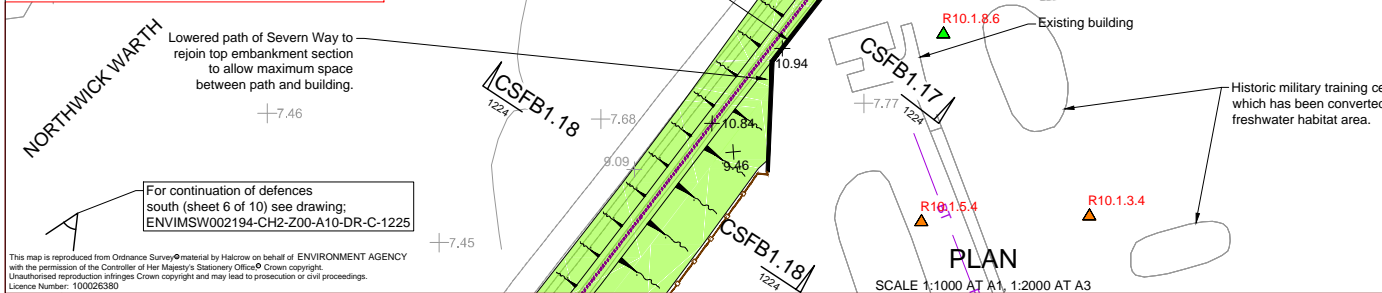 NORTHWICK WARTH
Lowered path of Severn Way to
rejoin top embankment section
to allow maximum space
between path and building.
7.46
CSFB1.18
1224
7.68
9.09
10.94
10.84
9.46
R10.1.8.6
Existing building
CSFB1.17
1224
7.77
Historic military training ce
which has been converte
freshwater habitat area.
For continuation of defences
south (sheet 6 of 10) see drawing;
ENVIMSW002194-CH2-Z00-A10-DR-C-1225
7.45
CSFB1.18
1224
R10.1.3.4
BT
PLAN
SCALE 1:1000 AT A1, 1:2000 AT A3
This map is reproduced from Ordnance Survey© material by Halcrow on behalf of ENVIRONMENT AGENCY
with the permission of the Controller of Her Majesty's Stationery Office,© Crown copyright.
Unauthorised reproduction infringes Crown copyright and may lead to prosecution or civil proceedings.
Licence Number: 100026380